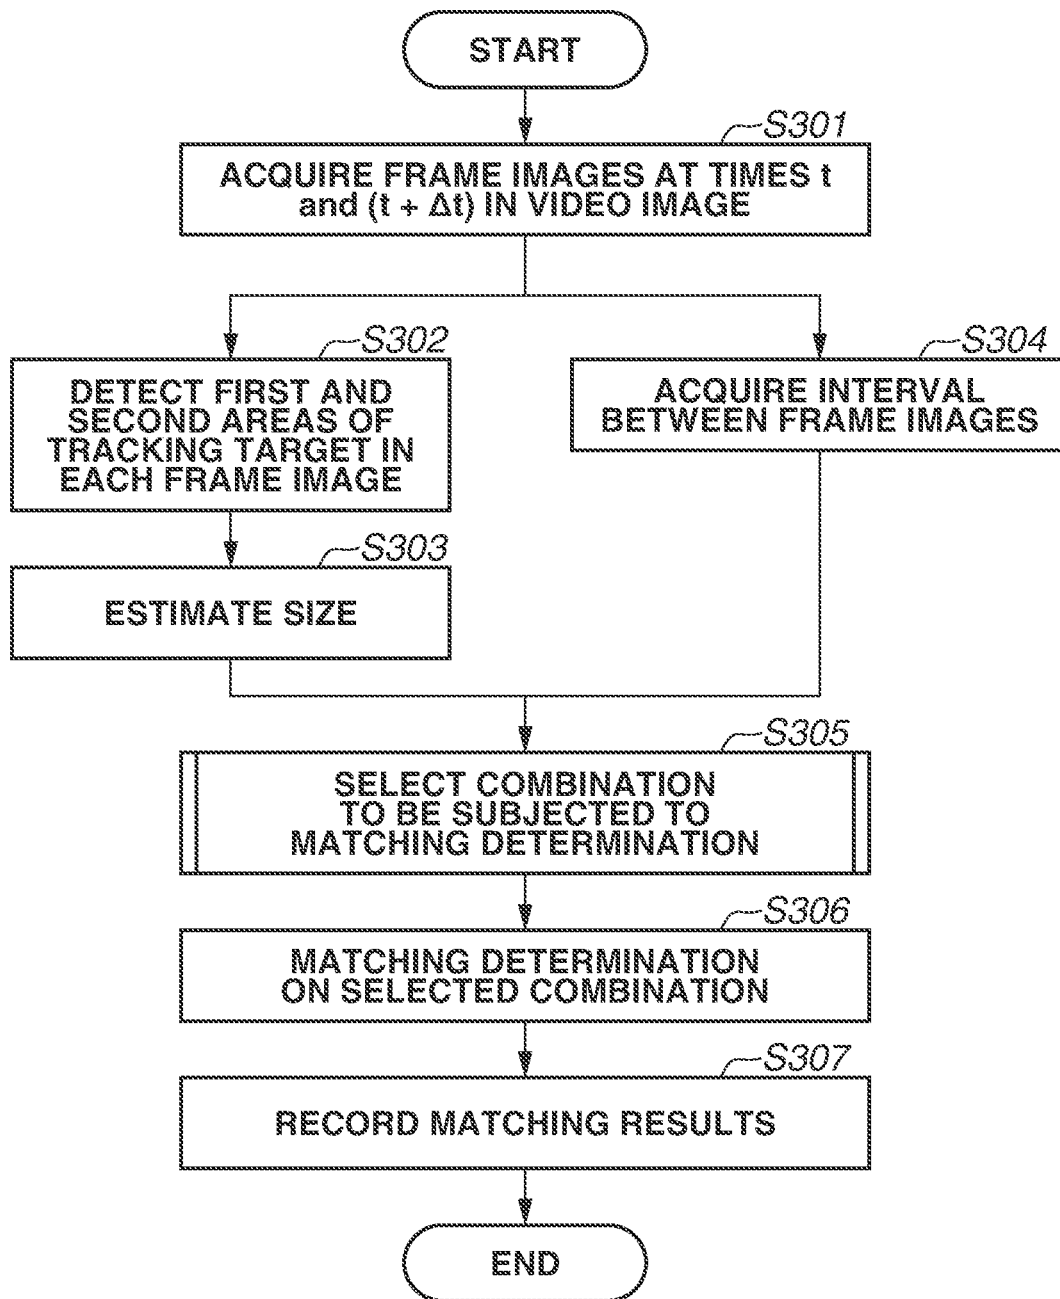 START
S301
ACQUIRE FRAME IMAGES AT TIMES t
and (t + Δt) IN VIDEO IMAGE
S302
DETECT FIRST AND
SECOND AREAS OF
TRACKING TARGET IN
EACH FRAME IMAGE
S304
ACQUIRE INTERVAL
BETWEEN FRAME IMAGES
S303
ESTIMATE SIZE
S305
SELECT COMBINATION
TO BE SUBJECTED TO
MATCHING DETERMINATION
S306
MATCHING DETERMINATION
ON SELECTED COMBINATION
S307
RECORD MATCHING RESULTS
END